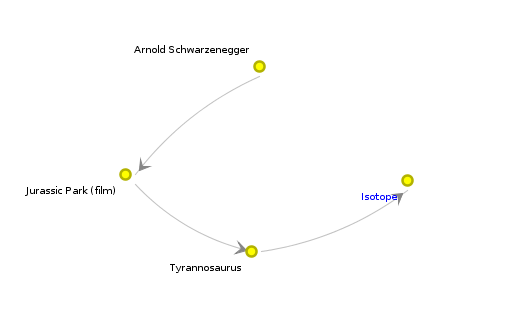 Arnold Schwarzenegger
Jurassic Park (film)
Isotope
Tyrannosaurus